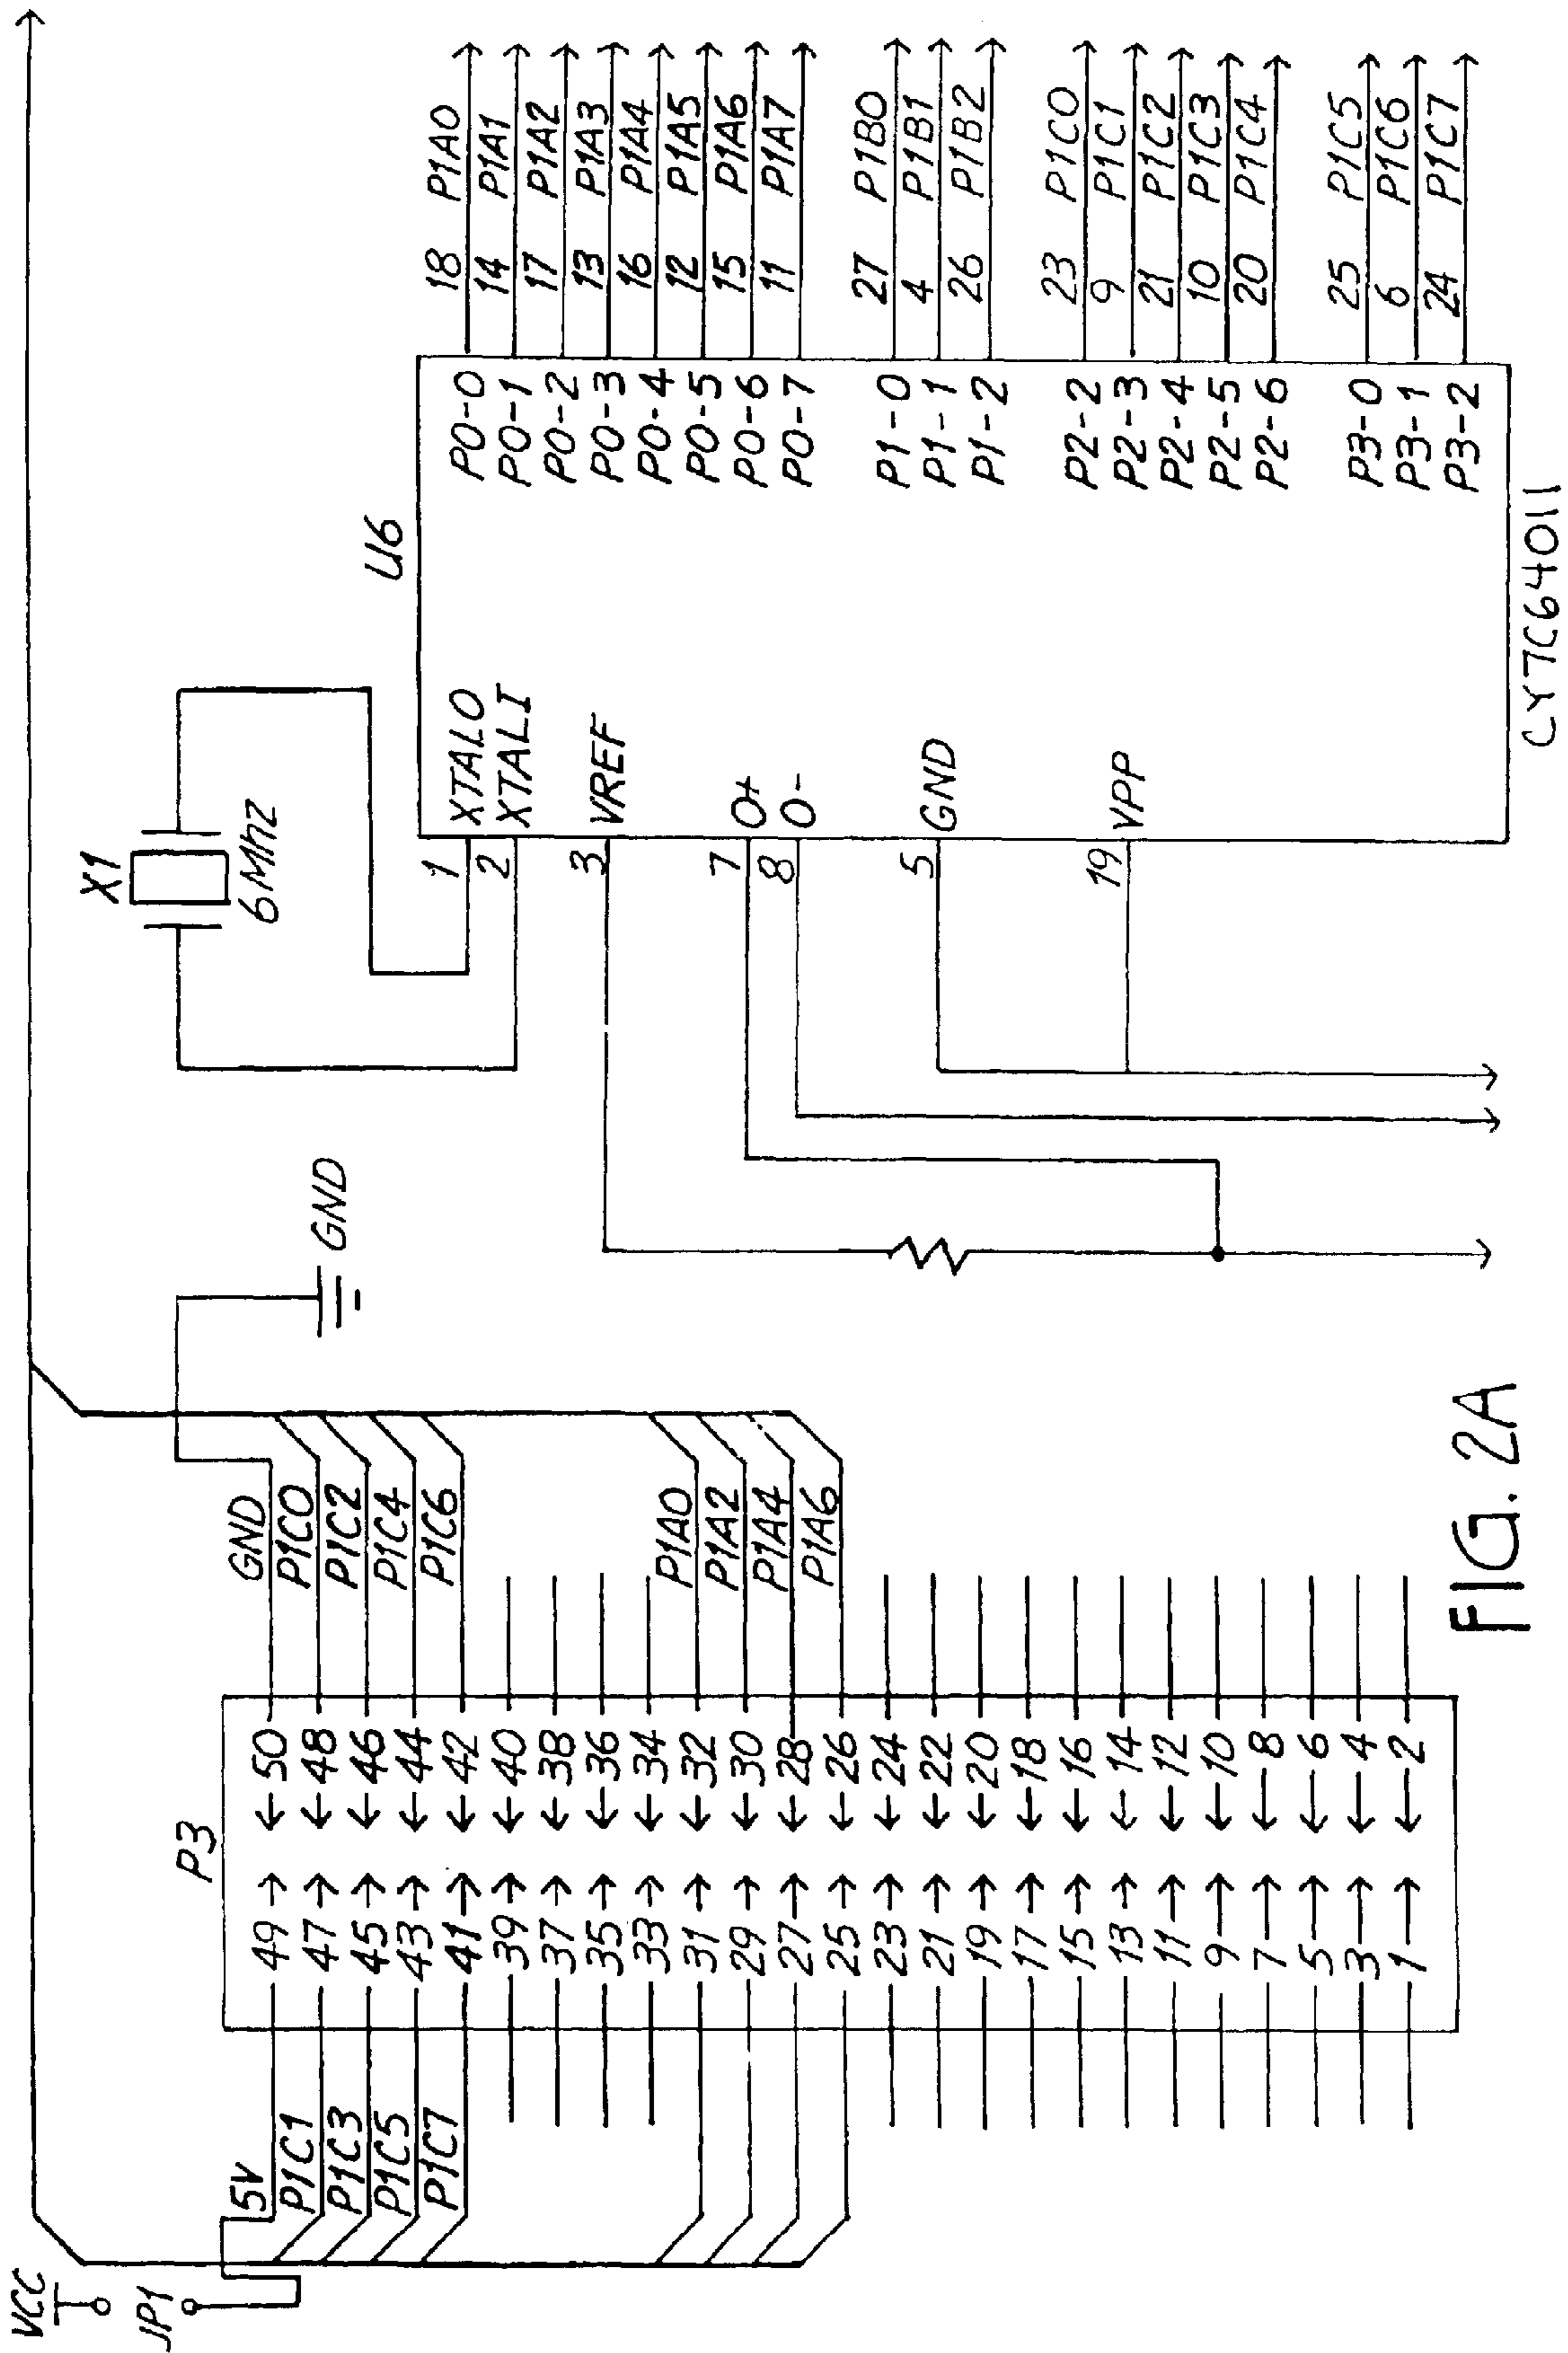 VCC
JP1
5V
P1C1
P1C3
P1C5
P1C7
P3
49 50
47 48
45 46
43 44
41 42
39 40
37 38
35 36
33 34
31 32
29 30
27 28
25 26
23 24
21 22
19 20
17 18
15 16
13 14
11 12
9 10
7 8
5 6
3 4
1 2
GND
P1C0
P1C2
P1C4
P1C6
P1A0
P1A2
P1A4
P1A6
GND
X1
6Mhz
U6
1 XTALO
2 XTALI
3 VREF
7 O+
8 O-
5 GND
19 VPP
P0-0 18 P1A0
P0-1 14 P1A1
P0-2 17 P1A2
P0-3 13 P1A3
P0-4 16 P1A4
P0-5 12 P1A5
P0-6 15 P1A6
P0-7 11 P1A7
P1-0 27 P1B0
P1-1 4 P1B1
P1-2 26 P1B2
P2-2 23 P1C0
P2-3 9 P1C1
P2-4 21 P1C2
P2-5 10 P1C3
P2-6 20 P1C4
P3-0 25 P1C5
P3-1 6 P1C6
P3-2 24 P1C7
CY7C64011
FIG. 2A